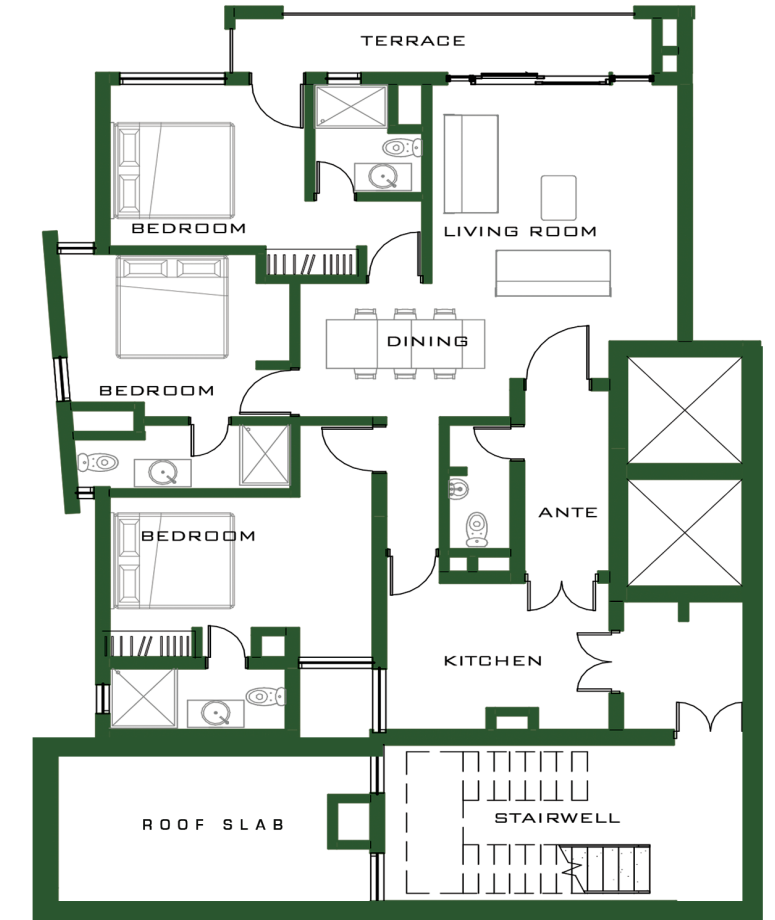 TERRACE
BEDROOM
LIVING ROOM
DINING
BEDROOM
ANTE
BEDROOM
KITCHEN
STAIRWELL
ROOF SLAB